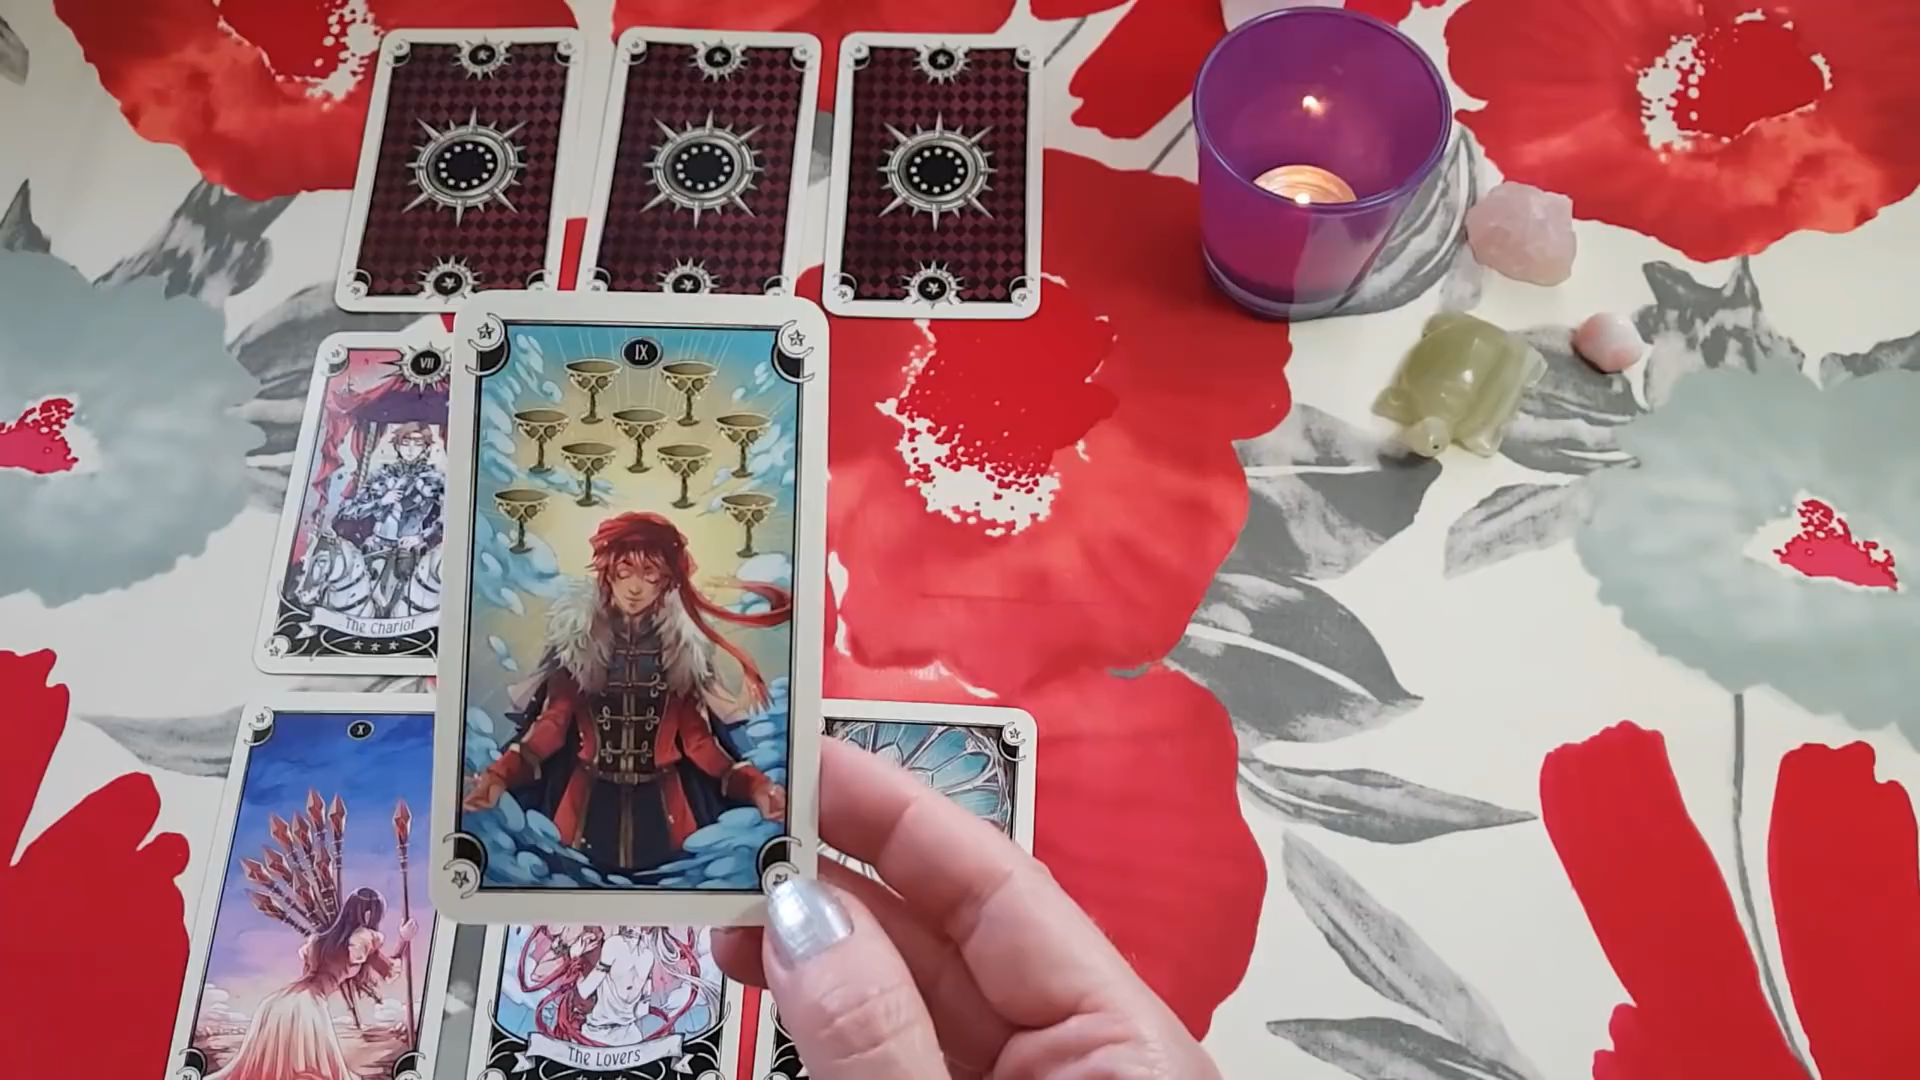 IX
VII
The Chariot
X
The Lovers